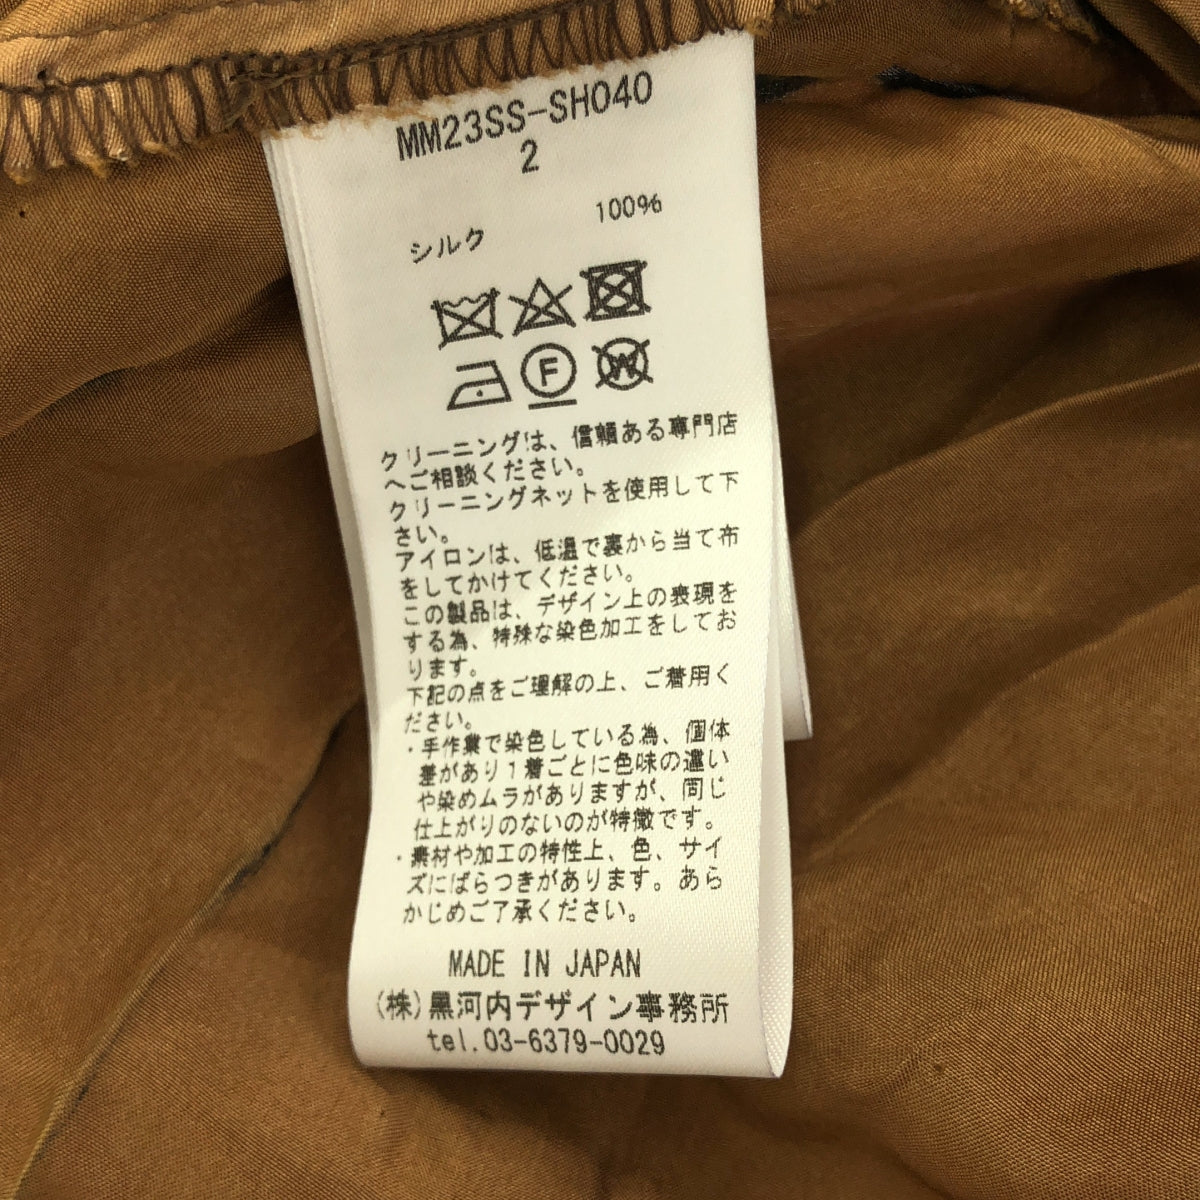 MM23SS-SH040
2
シルク 100%
F
W
クリーニングは、信頼ある専門店
へご相談ください。
クリーニングネットを使用して下
さい。
アイロンは、低温で裏から当て布
をしてかけてください。
この製品は、デザイン上の表現を
する為、特殊な染色加工をしてお
ります。
下記の点をご理解の上、ご着用く
ださい。
・手作業で染色している為、個体
差があり1着ごとに色味の違い
や染めムラがありますが、同じ
仕上がりのないのが特徴です。
・素材や加工の特性上、色、サイ
ズにばらつきがあります。あら
かじめご了承ください。
MADE IN JAPAN
(株)黒河内デザイン事務所
tel.03-6379-0029